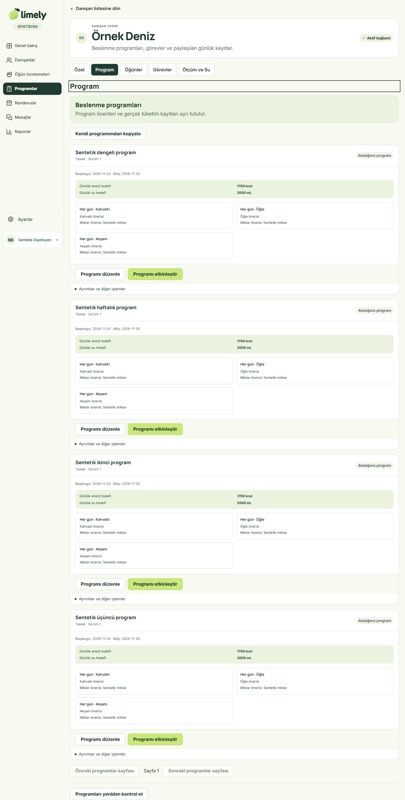 limely
DİYETİSYEN
Genel bakış
Danışanlar
Öğün incelemeleri
Programlar
Randevular
Mesajlar
Raporlar
Ayarlar
SD Sentetik Diyetisyen
← Danışan listesine dön
ÖD
DANIŞAN TAKİBİ
Örnek Deniz
Beslenme programları, görevler ve paylaşılan günlük kayıtlar.
✓ Aktif bağlantı
Özet
Program
Öğünler
Görevler
Ölçüm ve Su
Program
Beslenme programları
Program önerileri ve gerçek tüketim kayıtları ayrı tutulur.
Kendi programımdan kopyala
Sentetik dengeli program
Taslak · Sürüm 1
Atadığınız program
Günlük enerji hedefi 1700 kcal
Günlük su hedefi 2000 mL
Her gün · Kahvaltı
Kahvaltı önerisi
Miktar önerisi: Sentetik miktar
Her gün · Öğle
Öğle önerisi
Miktar önerisi: Sentetik miktar
Her gün · Akşam
Akşam önerisi
Miktar önerisi: Sentetik miktar
Programı düzenle
Programı etkinleştir
▶ Ayrıntılar ve diğer işlemler
Sentetik haftalık program
Taslak · Sürüm 1
Atadığınız program
Günlük enerji hedefi 1700 kcal
Günlük su hedefi 2000 mL
Her gün · Kahvaltı
Kahvaltı önerisi
Miktar önerisi: Sentetik miktar
Her gün · Öğle
Öğle önerisi
Miktar önerisi: Sentetik miktar
Her gün · Akşam
Akşam önerisi
Miktar önerisi: Sentetik miktar
Programı düzenle
Programı etkinleştir
▶ Ayrıntılar ve diğer işlemler
Sentetik ikinci program
Taslak · Sürüm 1
Atadığınız program
Günlük enerji hedefi 1700 kcal
Günlük su hedefi 2000 mL
Her gün · Kahvaltı
Kahvaltı önerisi
Miktar önerisi: Sentetik miktar
Her gün · Öğle
Öğle önerisi
Miktar önerisi: Sentetik miktar
Her gün · Akşam
Akşam önerisi
Miktar önerisi: Sentetik miktar
Programı düzenle
Programı etkinleştir
▶ Ayrıntılar ve diğer işlemler
Sentetik üçüncü program
Taslak · Sürüm 1
Atadığınız program
Günlük enerji hedefi 1700 kcal
Günlük su hedefi 2000 mL
Her gün · Kahvaltı
Kahvaltı önerisi
Miktar önerisi: Sentetik miktar
Her gün · Öğle
Öğle önerisi
Miktar önerisi: Sentetik miktar
Her gün · Akşam
Akşam önerisi
Miktar önerisi: Sentetik miktar
Programı düzenle
Programı etkinleştir
▶ Ayrıntılar ve diğer işlemler
Önceki programlar sayfası
Sayfa 1
Sonraki programlar sayfası
Programları yeniden kontrol et